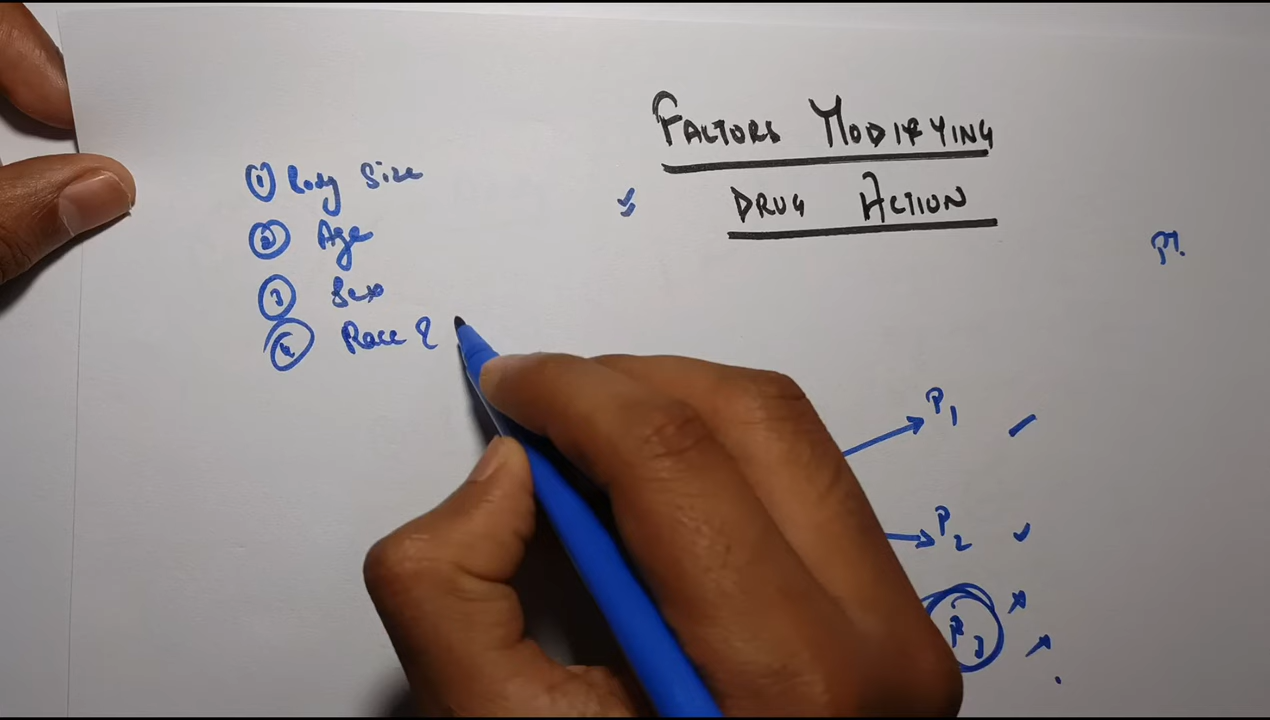 FACTORS MODIFYING
DRUG ACTION
① Body Size
② Age
③ Sex
④ Race &
P1
P2
P3